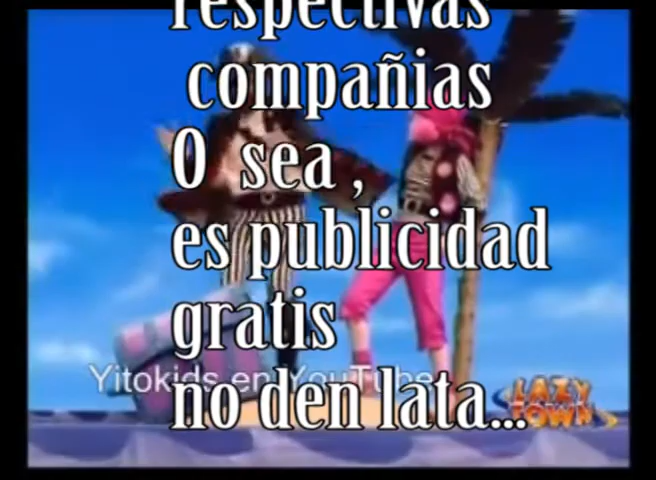 respectivas
compañias
O sea ,
es publicidad
gratis
Yitokids en YouTube
no den lata...
LAZY
TOWN